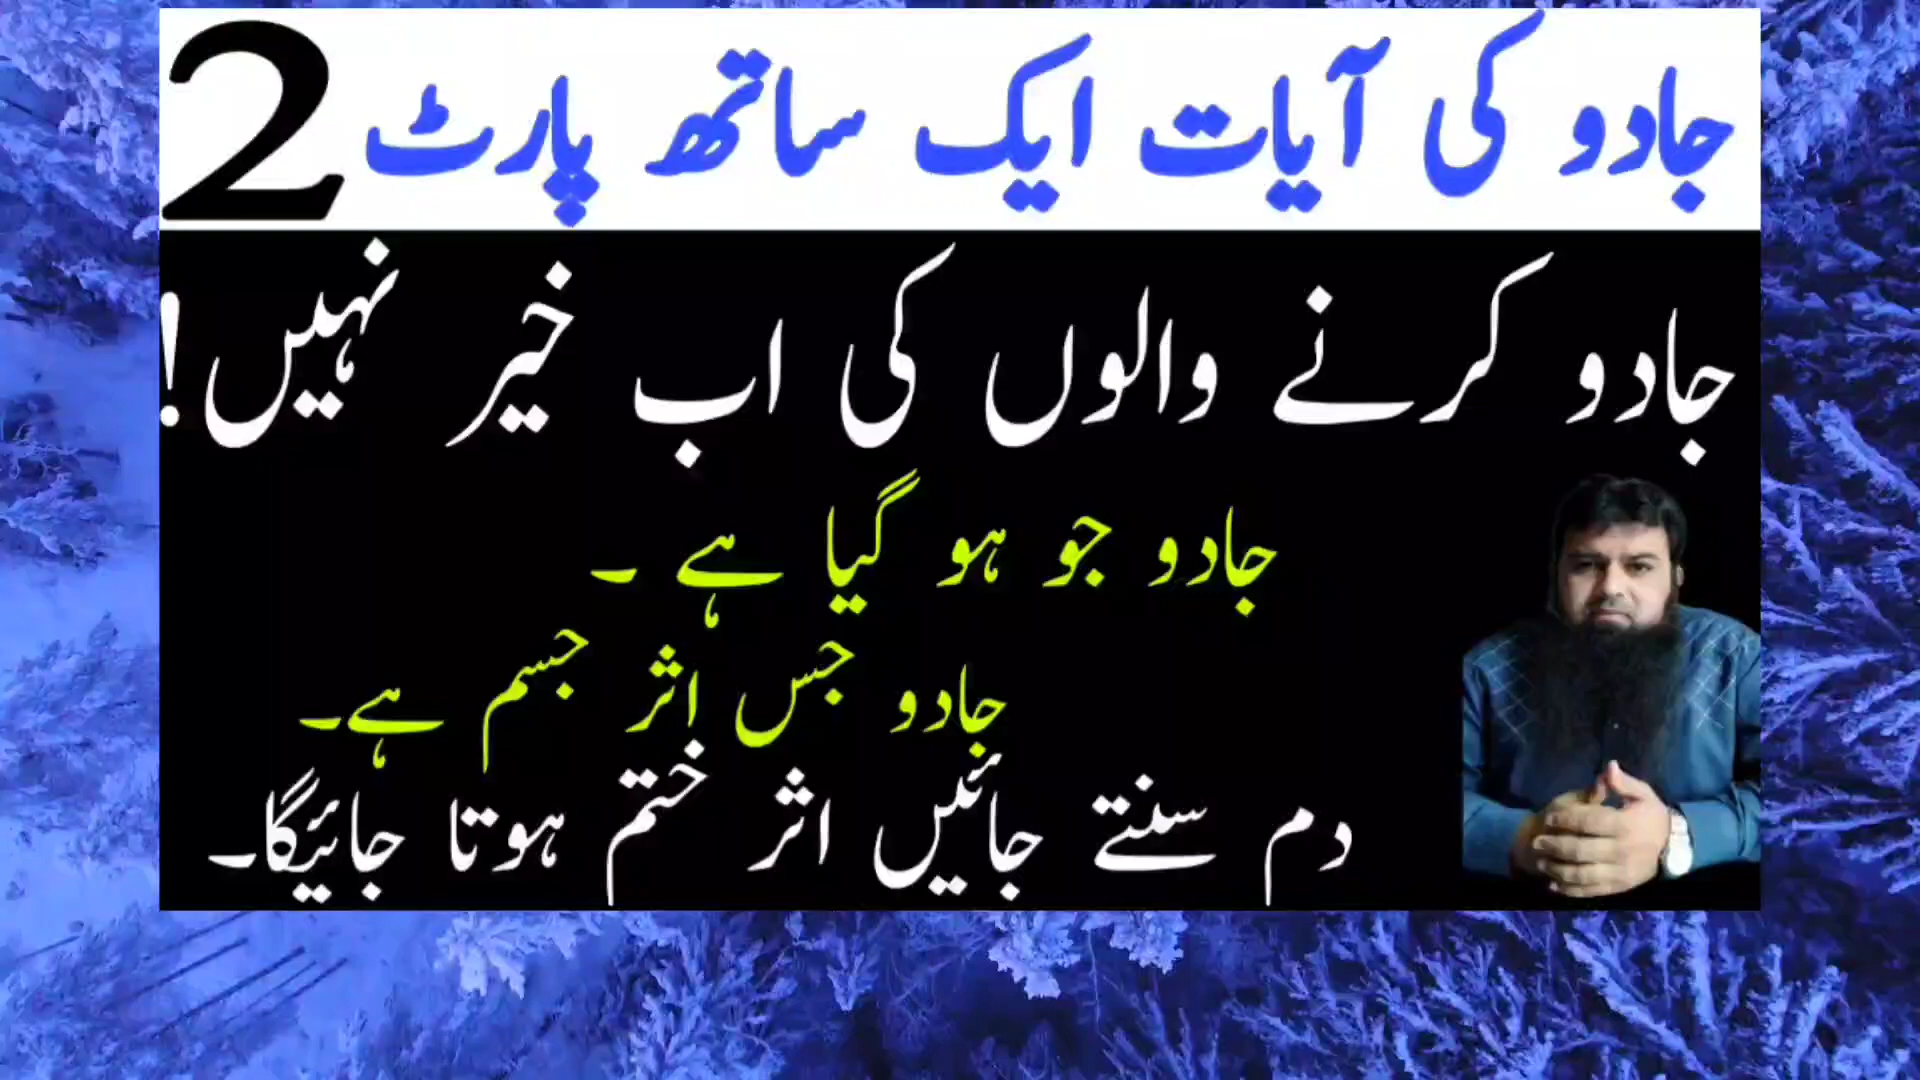 جادو کی آیات ایک ساتھ پارٹ 2
جادو کرنے والوں کی اب خیر نہیں!
جادو جو ہو گیا ہے ۔
جادو جس اثر جسم ہے۔
دم سنتے جائیں اثر ختم ہوتا جائیگا۔